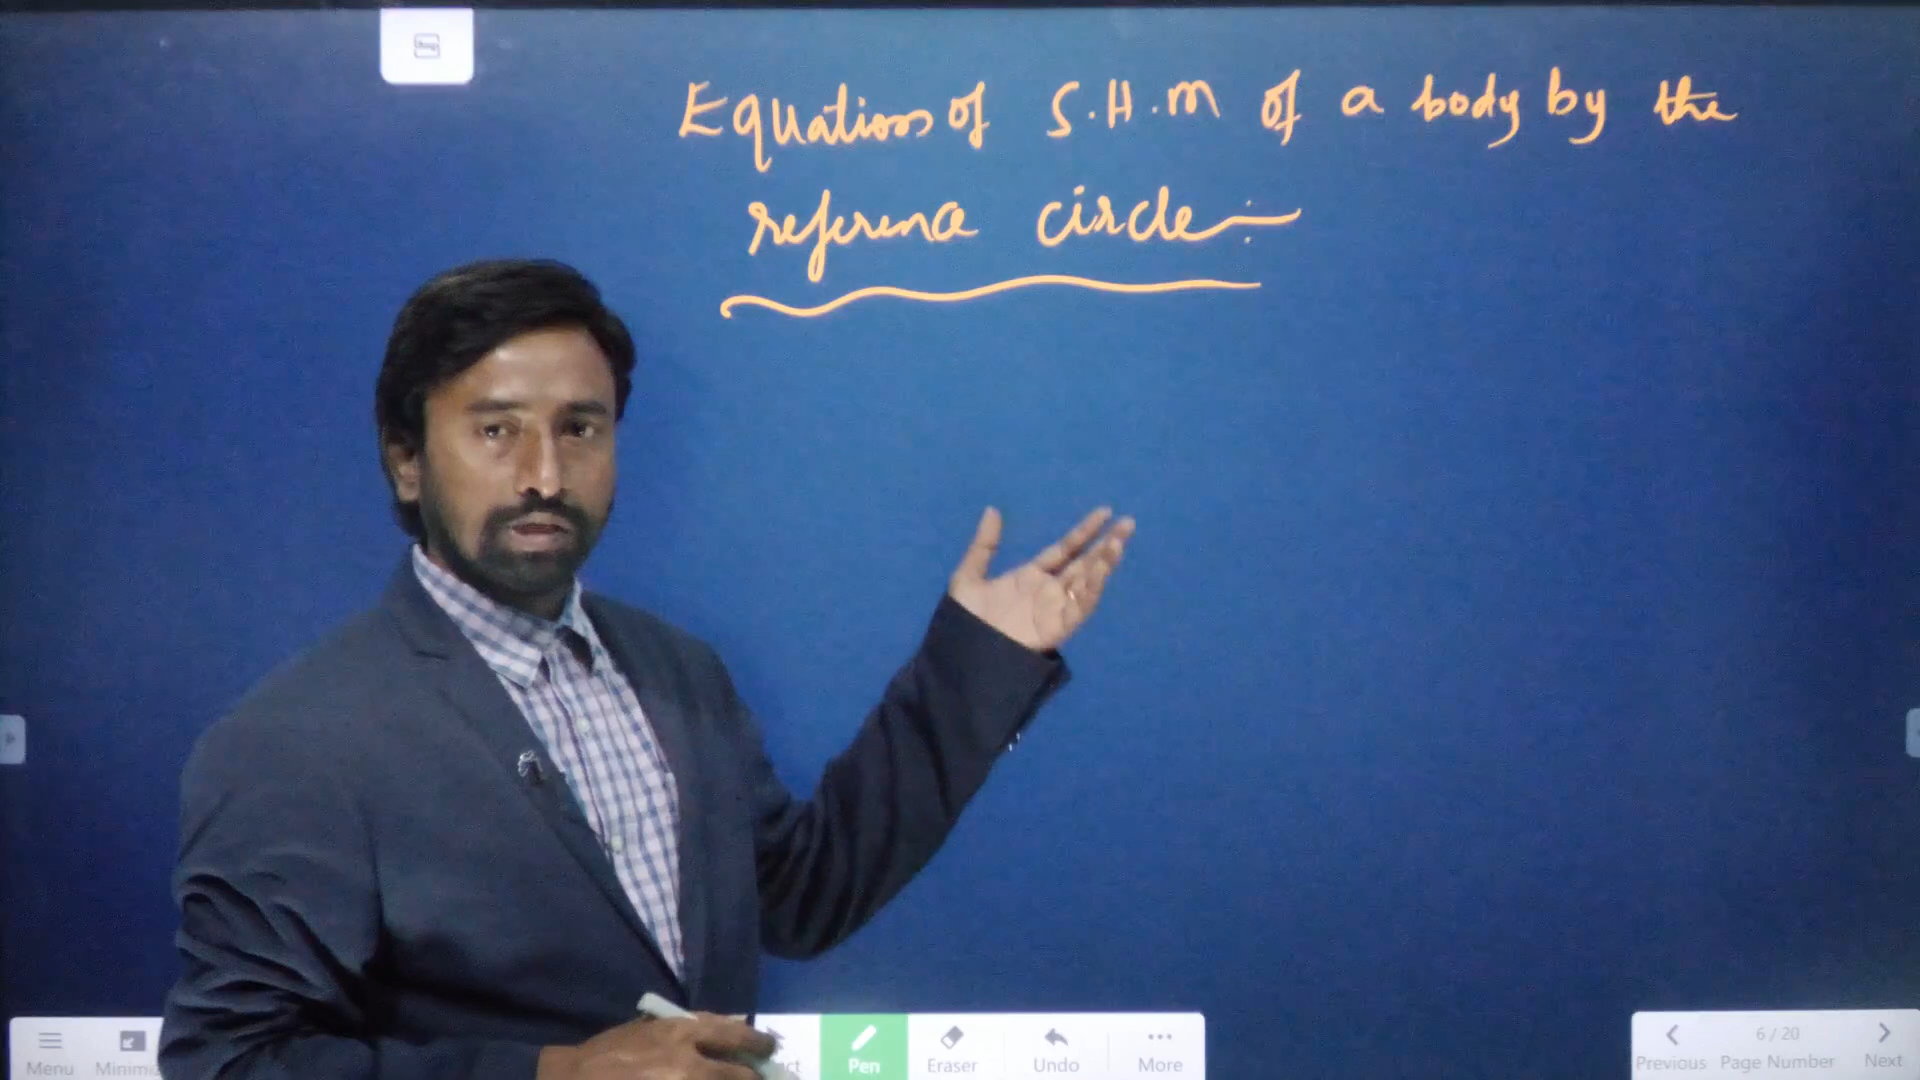 Equations of S.H.M of a body by the
reference circle:-
Menu
Pen
Eraser
Undo
More
Previous
6 / 20
Page Number
Next